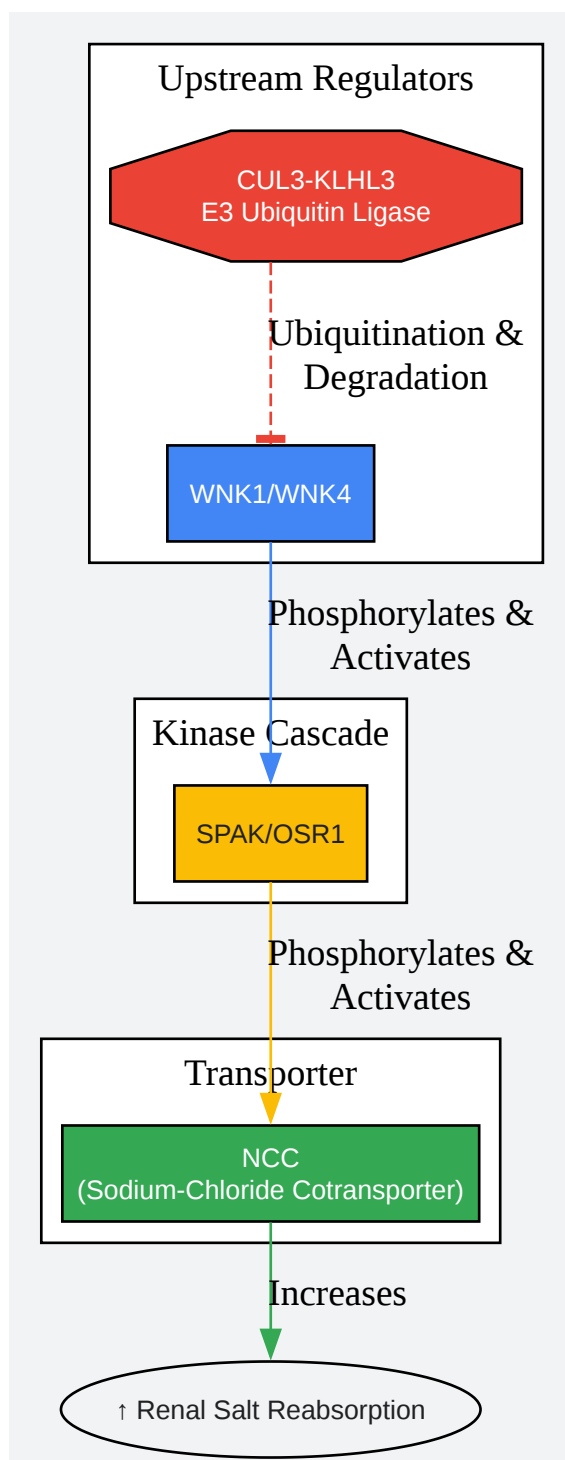 Upstream Regulators
CUL3-KLHL3
E3 Ubiquitin Ligase
Ubiquitination &
Degradation
WNK1/WNK4
Phosphorylates &
Activates
Kinase Cascade
SPAK/OSR1
Phosphorylates &
Activates
Transporter
NCC
(Sodium-Chloride Cotransporter)
Increases
↑ Renal Salt Reabsorption